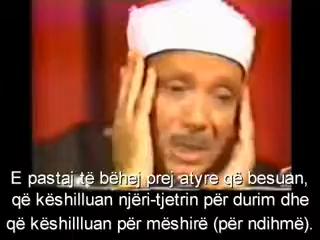 E pastaj të bëhej prej atyre që besuan,
që këshilluan njëri-tjetrin për durim dhe
që këshillluan për mëshirë (për ndihmë).